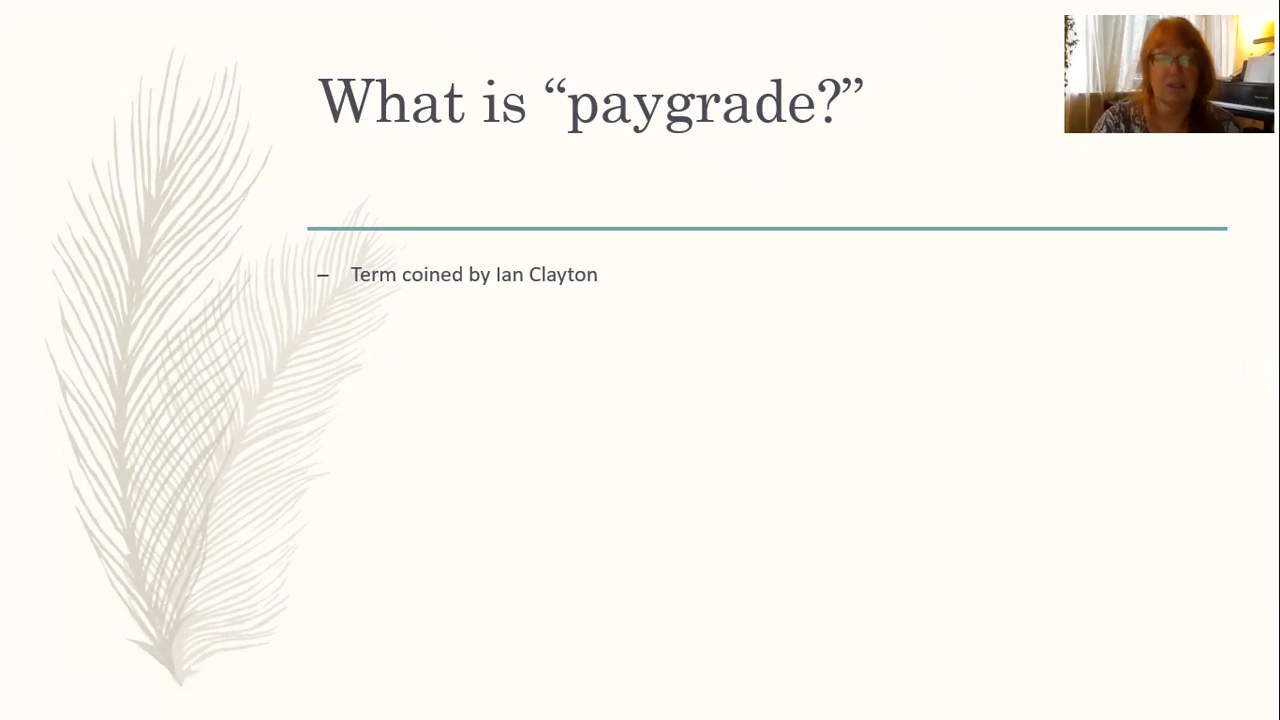 What is “paygrade?”
– Term coined by Ian Clayton